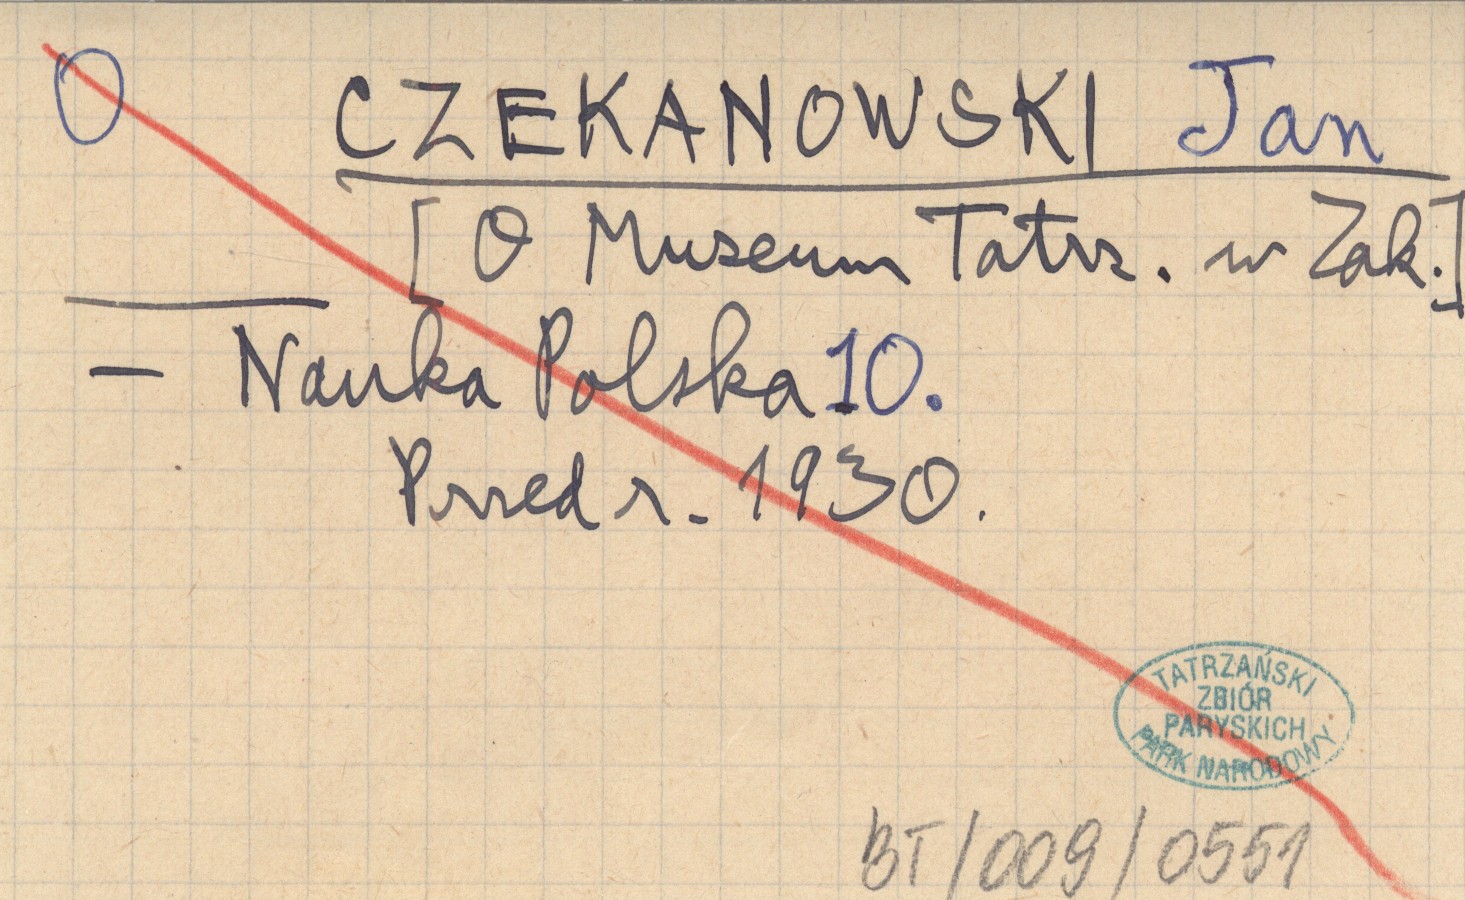 O CZEKANOWSKI Jan
[O Museum Tatrz. w Zak.]
— Nauka Polska 10.
Przed r. 1930.
TATRZAŃSKI
ZBIÓR
PARYSKICH
PARK NARODOWY
BT/009/0551